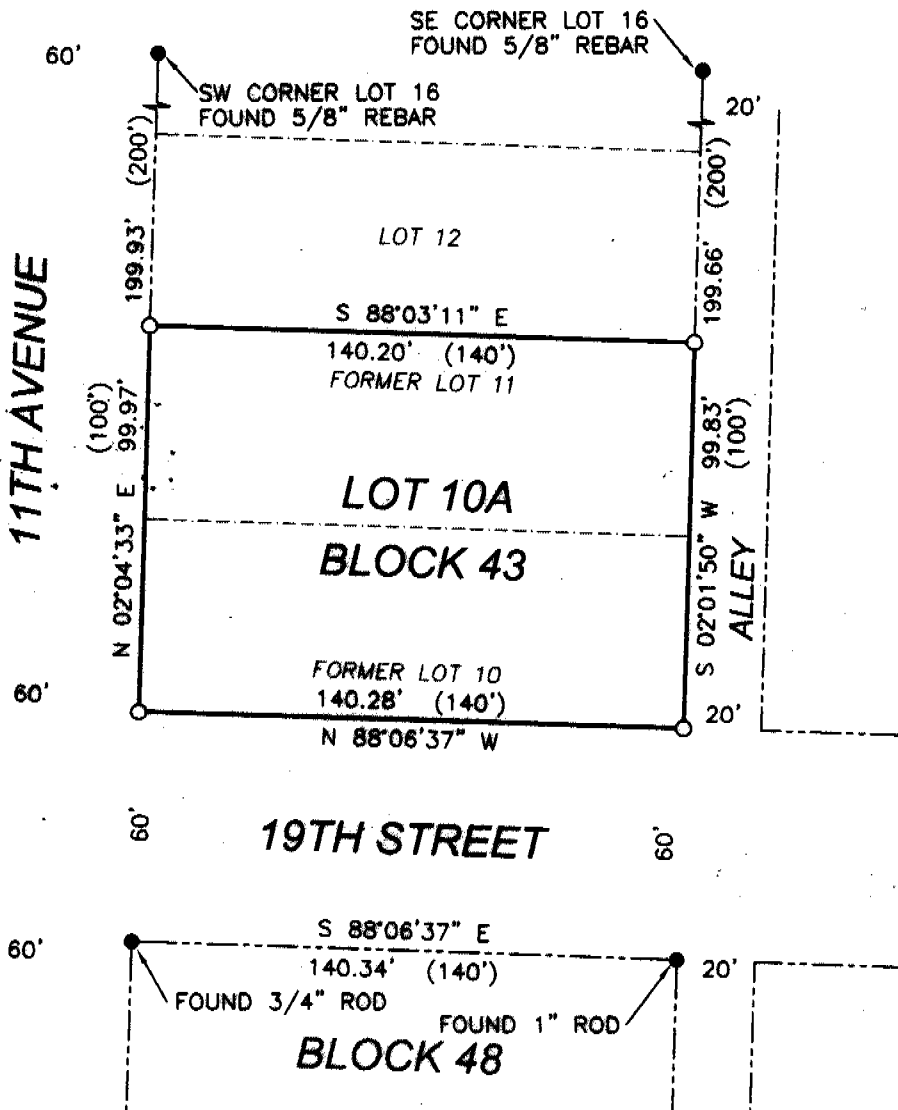 SE CORNER LOT 16
FOUND 5/8" REBAR
60'
SW CORNER LOT 16
FOUND 5/8" REBAR
20'
(200')
199.93'
(200')
199.66'
LOT 12
S 88°03'11" E
140.20' (140')
FORMER LOT 11
11TH AVENUE
(100')
99.97'
N 02°04'33" E
99.83'
(100')
S 02°01'50" W
ALLEY
LOT 10A
BLOCK 43
FORMER LOT 10
140.28' (140')
N 88°06'37" W
60'
20'
60'
19TH STREET
60'
S 88°06'37" E
60'
140.34' (140')
20'
FOUND 3/4" ROD
FOUND 1" ROD
BLOCK 48